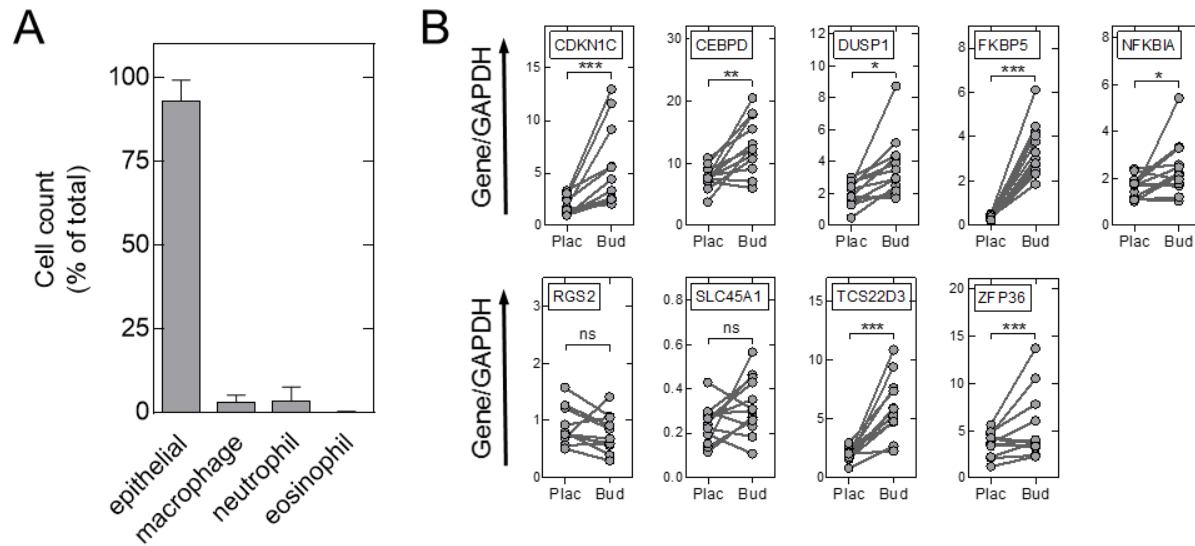 A
Cell count
(% of total)
100
75
50
25
0
epithelial
macrophage
neutrophil
eosinophil
B
Gene/GAPDH
CDKN1C
***
15
10
5
0
Plac Bud
CEBPD
**
30
20
10
0
Plac Bud
DUSP1
*
12
10
8
6
4
2
0
Plac Bud
FKBP5
***
8
6
4
2
0
Plac Bud
NFKBIA
*
8
6
4
2
0
Plac Bud
Gene/GAPDH
RGS2
ns
3
2
1
0
Plac Bud
SLC45A1
ns
0.8
0.6
0.4
0.2
0.0
Plac Bud
TCS22D3
***
15
10
5
0
Plac Bud
ZFP36
***
20
15
10
5
0
Plac Bud